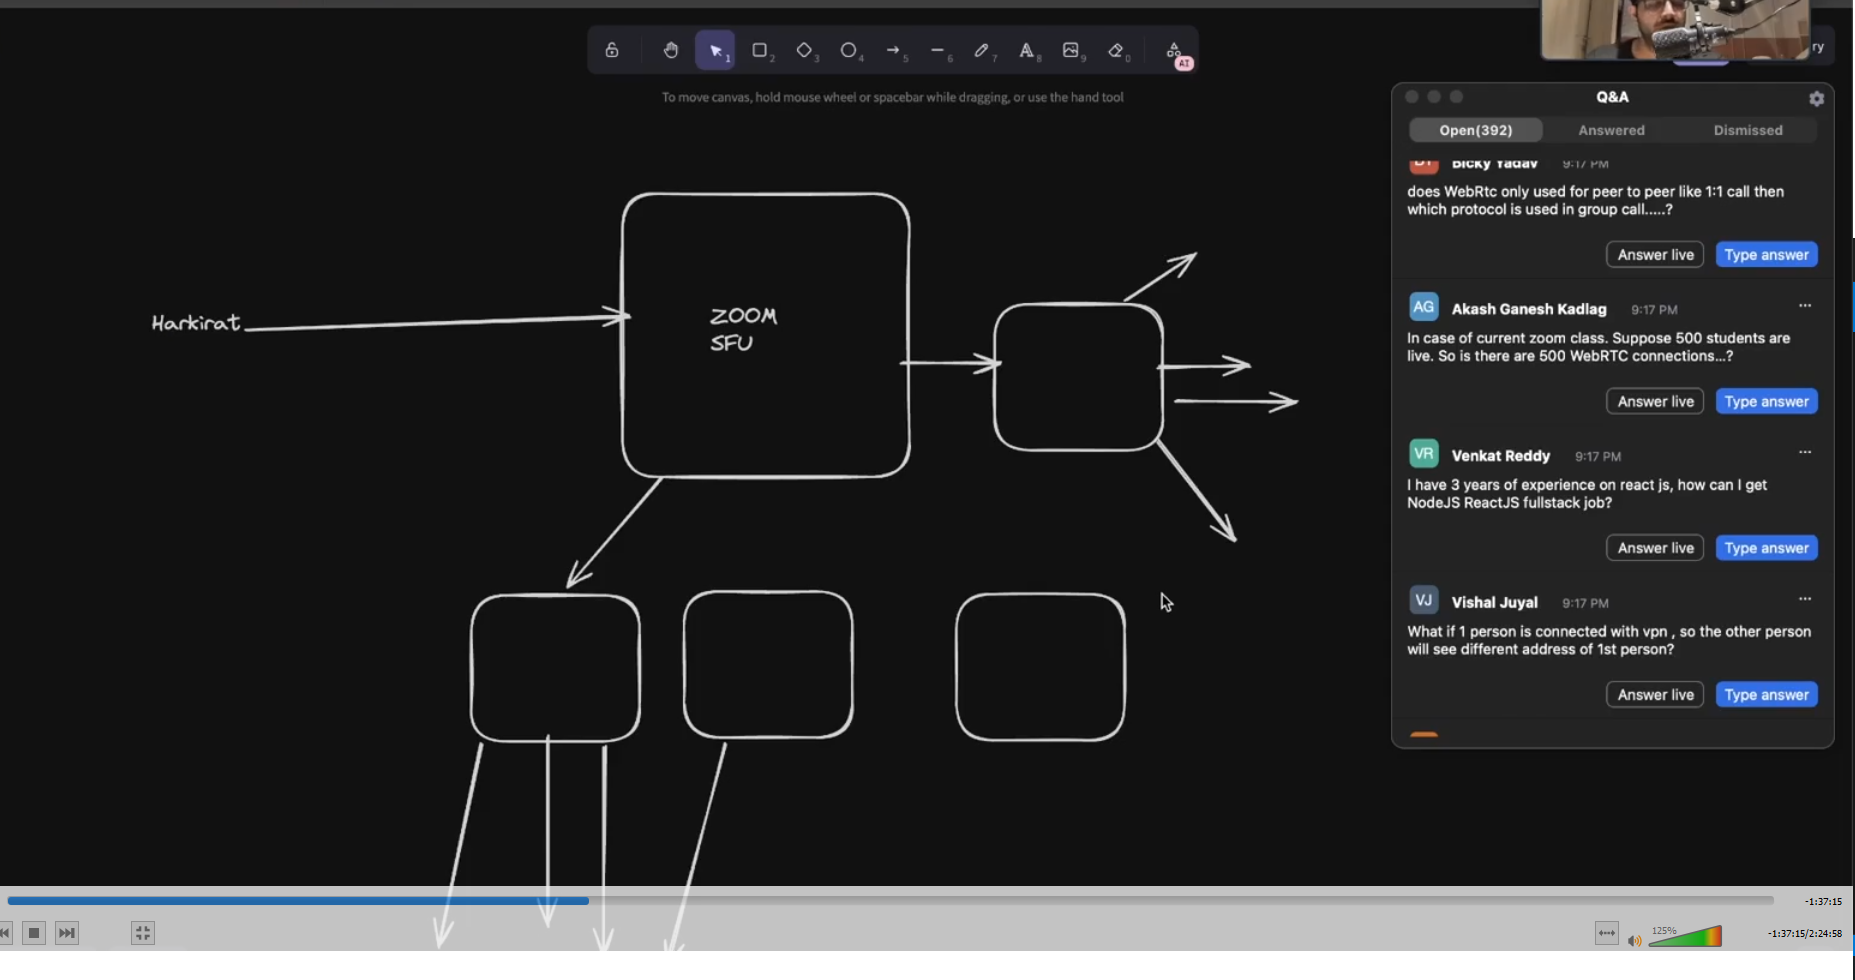 1
2
3
4
5
6
7
A 8
9
0
AI
ry
To move canvas, hold mouse wheel or spacebar while dragging, or use the hand tool
Harkirat
ZOOM
SFU
Q&A
Open(392) Answered Dismissed
Bicky Yadav 9:17 PM
does WebRtc only used for peer to peer like 1:1 call then
which protocol is used in group call.....?
Answer live Type answer
AG Akash Ganesh Kadlag 9:17 PM
In case of current zoom class. Suppose 500 students are
live. So is there are 500 WebRTC connections...?
Answer live Type answer
VR Venkat Reddy 9:17 PM
I have 3 years of experience on react js, how can I get
NodeJS ReactJS fullstack job?
Answer live Type answer
VJ Vishal Juyal 9:17 PM
What if 1 person is connected with vpn , so the other person
will see different address of 1st person?
Answer live Type answer
-1:37:15
125%
-1:37:15/2:24:58